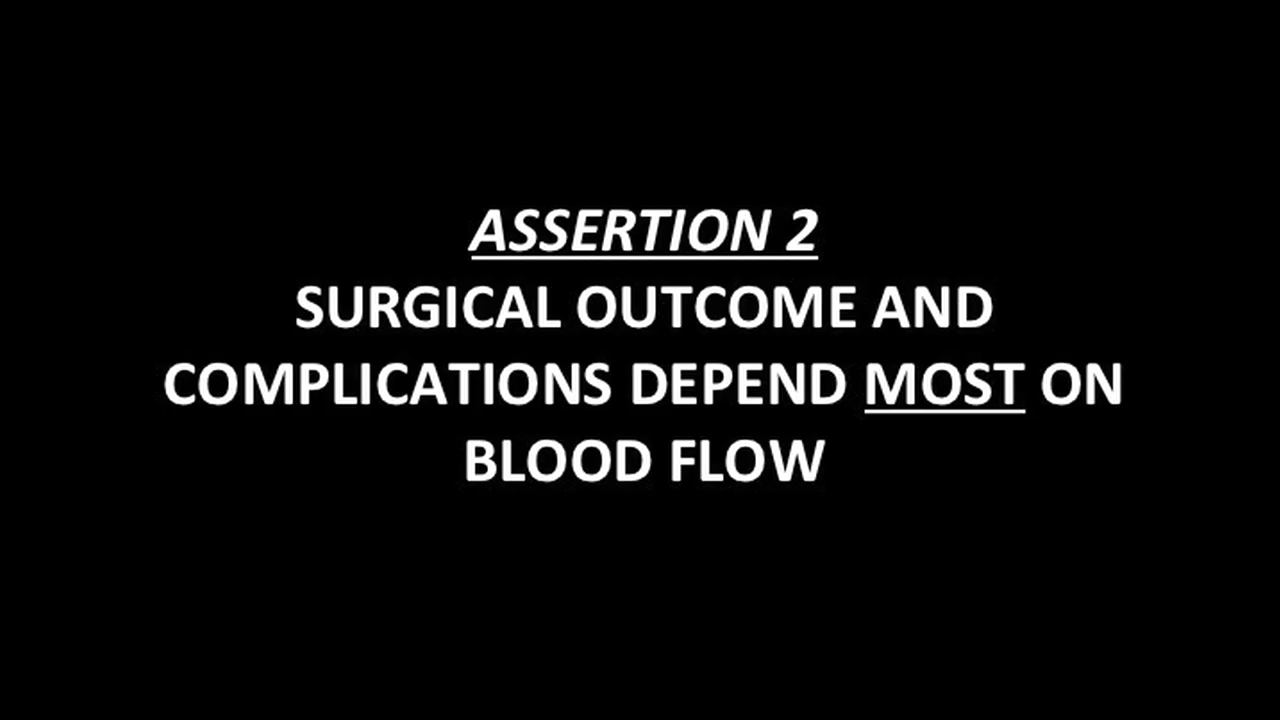 ASSERTION 2
SURGICAL OUTCOME AND
COMPLICATIONS DEPEND MOST ON
BLOOD FLOW